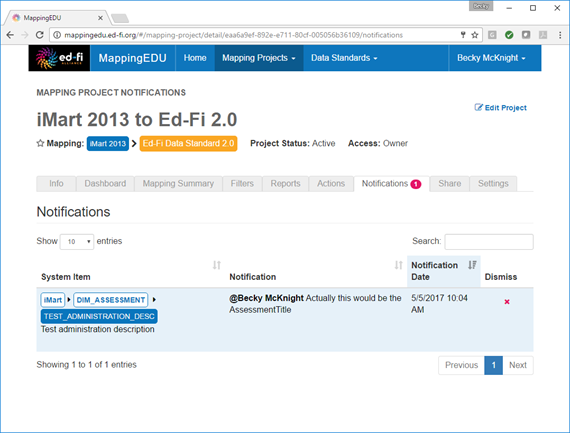 Becky
MappingEDU
mappingedu.ed-fi.org/#/mapping-project/detail/eaa6a9ef-892e-e711-80cf-005056b36109/notifications
ed-fi ALLIANCE MappingEDU Home Mapping Projects Data Standards Becky McKnight
MAPPING PROJECT NOTIFICATIONS
Edit Project
iMart 2013 to Ed-Fi 2.0
Mapping: iMart 2013 Ed-Fi Data Standard 2.0 Project Status: Active Access: Owner
Info Dashboard Mapping Summary Filters Reports Actions Notifications 1 Share Settings
Notifications
Show 10 entries Search:
System Item Notification Notification Date Dismiss
iMart DIM_ASSESSMENT
TEST_ADMINISTRATION_DESC
Test administration description
@Becky McKnight Actually this would be the
AssessmentTitle
5/5/2017 10:04
AM
Showing 1 to 1 of 1 entries Previous 1 Next